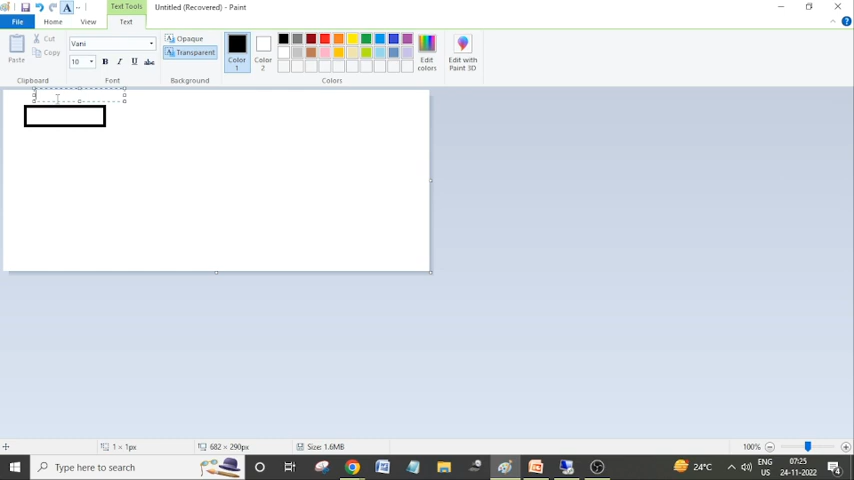 Text Tools
Untitled (Recovered) - Paint
File
Home
View
Text
Paste
Cut
Copy
Clipboard
Vani
10
B I U abc
Font
Opaque
Transparent
Background
Color 1
Color 2
Edit colors
Colors
Edit with Paint 3D
1 × 1px
682 × 290px
Size: 1.6MB
100%
Type here to search
24°C
ENG
US
07:25
24-11-2022
4